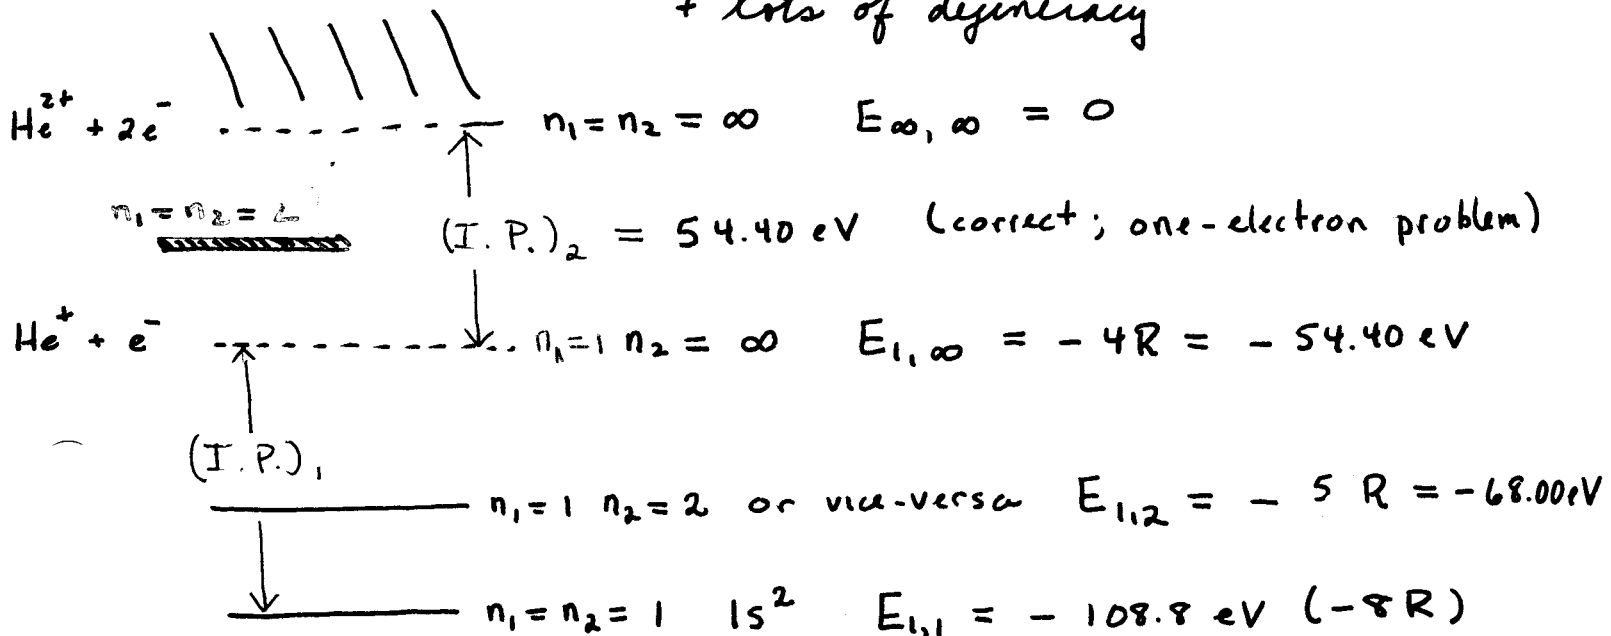 + lots of degeneracy
He²⁺ + 2e⁻ n₁ = n₂ = ∞ E∞,∞ = 0
n₁ = n₂ = 2
(I. P.)₂ = 54.40 eV (correct; one-electron problem)
He⁺ + e⁻ n₁=1 n₂ = ∞ E₁,∞ = - 4R = - 54.40 eV
(I. P.)₁
n₁ = 1 n₂ = 2 or vice-versa E₁,₂ = - 5 R = -68.00eV
n₁ = n₂ = 1 1s² E₁,₁ = - 108.8 eV (-8R)